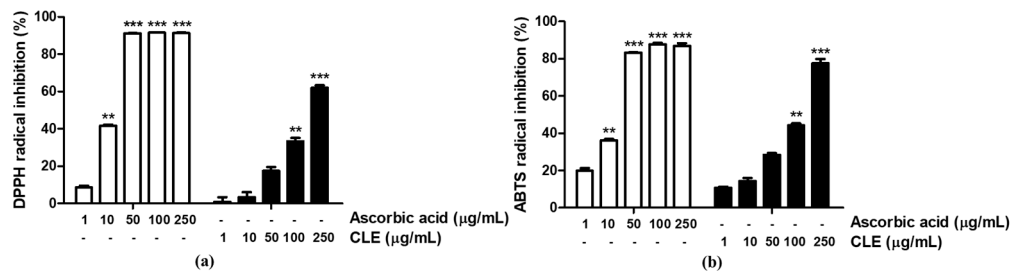 100
80
60
40
20
0
DPPH radical inhibition (%)
** *** *** *** ** ***
1 10 50 100 250 - - - - - Ascorbic acid (μg/mL)
- - - - - 1 10 50 100 250 CLE (μg/mL)
(a)
100
80
60
40
20
0
ABTS radical inhibition (%)
** *** *** *** ** ***
1 10 50 100 250 - - - - - Ascorbic acid (μg/mL)
- - - - - 1 10 50 100 250 CLE (μg/mL)
(b)